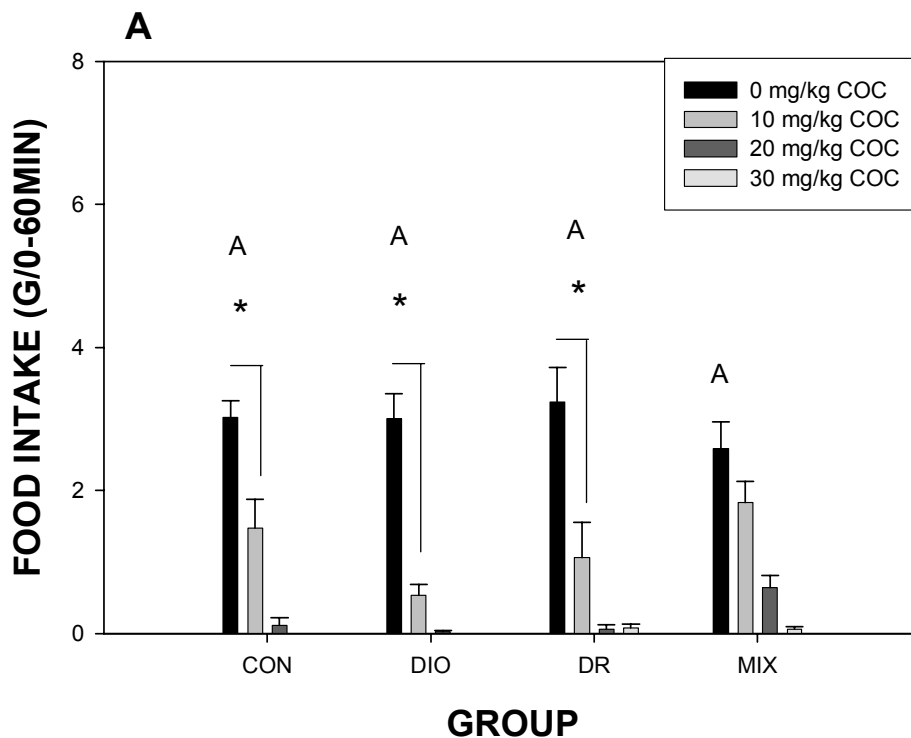 A
8
0 mg/kg COC
10 mg/kg COC
20 mg/kg COC
30 mg/kg COC
6
A A A
* * *
4
A
2
0
CON DIO DR MIX
FOOD INTAKE (G/0-60MIN)
GROUP